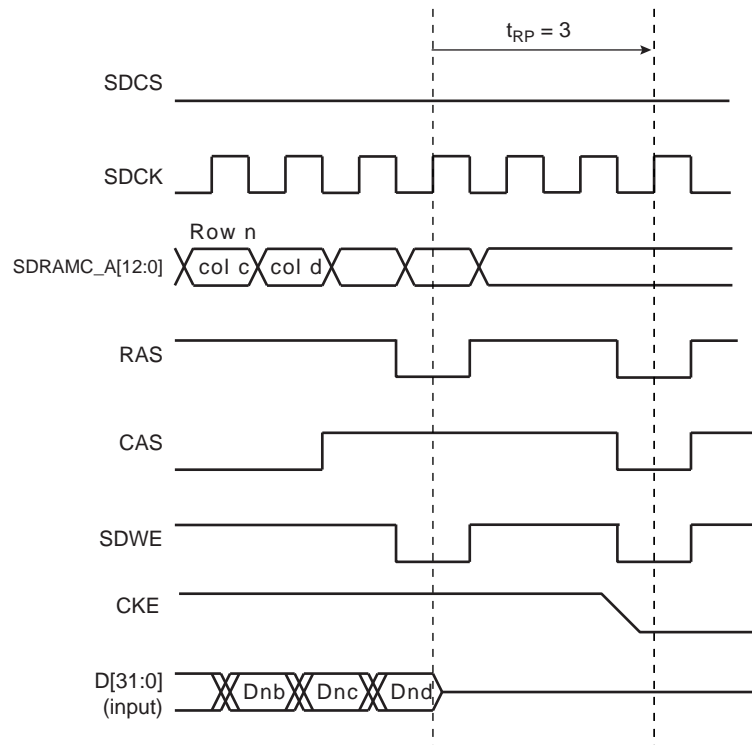 t_RP = 3
SDCS
SDCK
Row n
SDRAMC_A[12:0]
col c
col d
RAS
CAS
SDWE
CKE
D[31:0]
(input)
Dnb
Dnc
Dnd